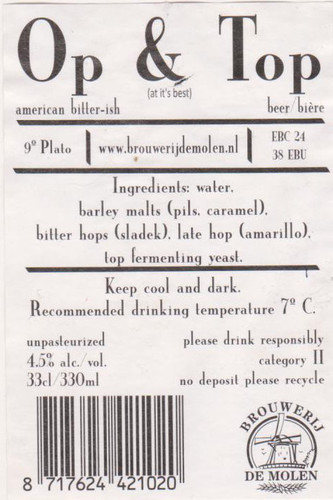 Op & Top
(at it's best)
american bitter-ish beer/bière
9º Plato www.brouwerijdemolen.nl EBC 24
38 EBU
Ingredients: water,
barley malts (pils, caramel),
bitter hops (sladek), late hop (amarillo),
top fermenting yeast.
Keep cool and dark.
Recommended drinking temperature 7º C.
unpasteurized please drink responsibly
4.5% alc./vol. category II
33cl/330ml no deposit please recycle
BROUWERIJ
DE MOLEN
8 717624 421020